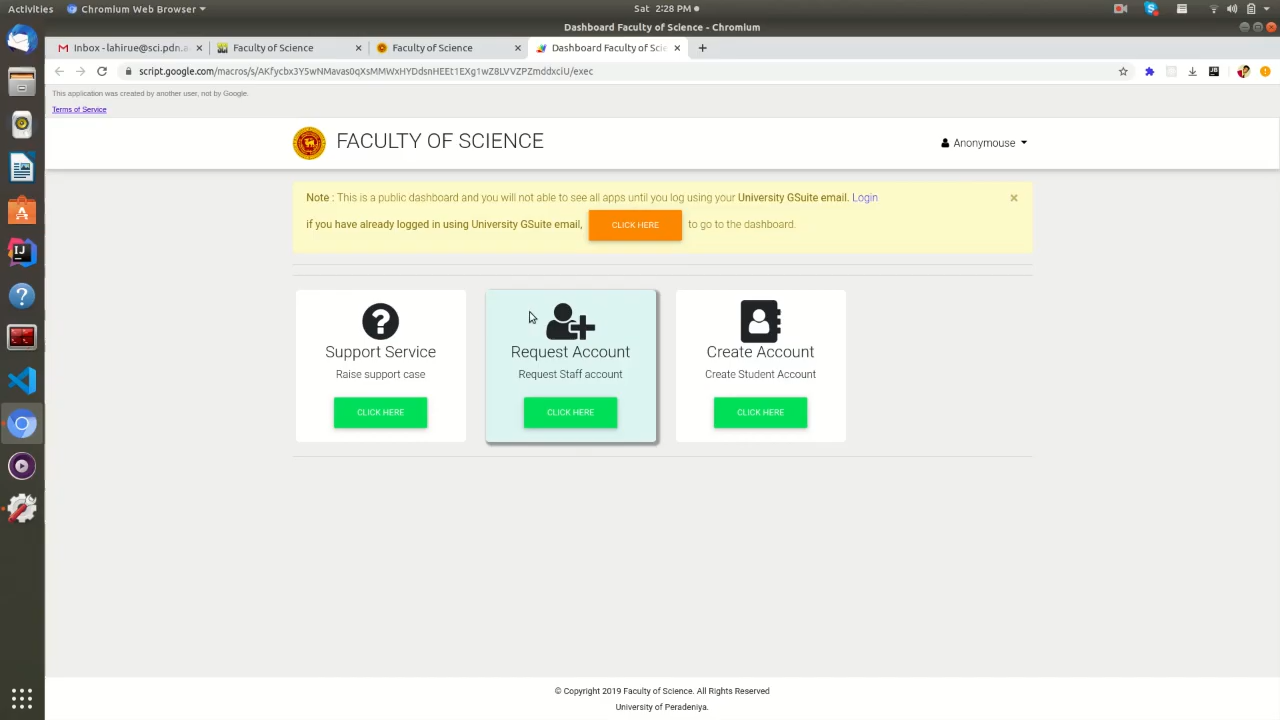 Activities
Chromium Web Browser
Sat 2:28 PM
Dashboard Faculty of Science - Chromium
Inbox - lahirue@sci.pdn.a
Faculty of Science
Faculty of Science
Dashboard Faculty of Scie
This application was created by another user, not by Google.
Terms of Service
FACULTY OF SCIENCE
Anonymouse
Note : This is a public dashboard and you will not able to see all apps until you log using your University GSuite email. Login
×
if you have already logged in using University GSuite email, CLICK HERE to go to the dashboard.
Support Service
Raise support case
CLICK HERE
Request Account
Request Staff account
CLICK HERE
Create Account
Create Student Account
CLICK HERE
© Copyright 2019 Faculty of Science. All Rights Reserved
University of Peradeniya.